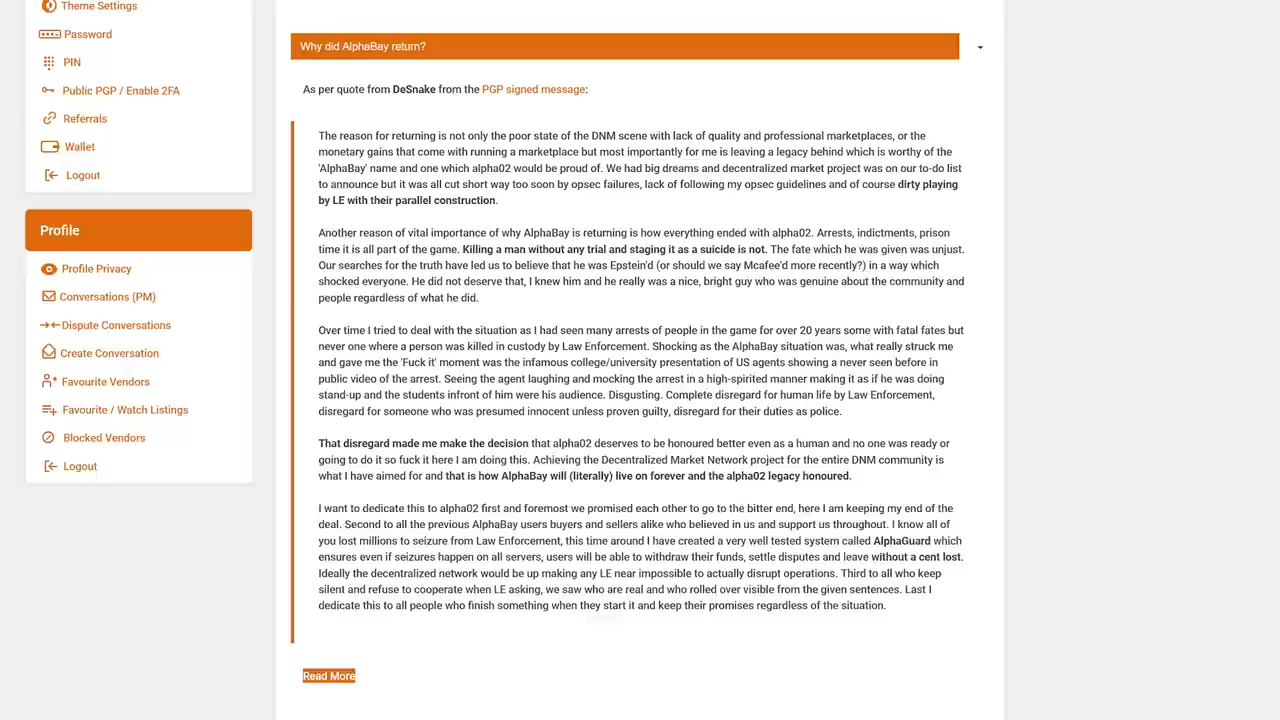 Theme Settings
Password
PIN
Public PGP / Enable 2FA
Referrals
Wallet
Logout
Profile
Profile Privacy
Conversations (PM)
Dispute Conversations
Create Conversation
Favourite Vendors
Favourite / Watch Listings
Blocked Vendors
Logout
Why did AlphaBay return?
As per quote from DeSnake from the PGP signed message:
The reason for returning is not only the poor state of the DNM scene with lack of quality and professional marketplaces, or the
monetary gains that come with running a marketplace but most importantly for me is leaving a legacy behind which is worthy of the
'AlphaBay' name and one which alpha02 would be proud of. We had big dreams and decentralized market project was on our to-do list
to announce but it was all cut short way too soon by opsec failures, lack of following my opsec guidelines and of course dirty playing
by LE with their parallel construction.
Another reason of vital importance of why AlphaBay is returning is how everything ended with alpha02. Arrests, indictments, prison
time it is all part of the game. Killing a man without any trial and staging it as a suicide is not. The fate which he was given was unjust.
Our searches for the truth have led us to believe that he was Epstein'd (or should we say Mcafee'd more recently?) in a way which
shocked everyone. He did not deserve that, I knew him and he really was a nice, bright guy who was genuine about the community and
people regardless of what he did.
Over time I tried to deal with the situation as I had seen many arrests of people in the game for over 20 years some with fatal fates but
never one where a person was killed in custody by Law Enforcement. Shocking as the AlphaBay situation was, what really struck me
and gave me the 'Fuck it' moment was the infamous college/university presentation of US agents showing a never seen before in
public video of the arrest. Seeing the agent laughing and mocking the arrest in a high-spirited manner making it as if he was doing
stand-up and the students infront of him were his audience. Disgusting. Complete disregard for human life by Law Enforcement,
disregard for someone who was presumed innocent unless proven guilty, disregard for their duties as police.
That disregard made me make the decision that alpha02 deserves to be honoured better even as a human and no one was ready or
going to do it so fuck it here I am doing this. Achieving the Decentralized Market Network project for the entire DNM community is
what I have aimed for and that is how AlphaBay will (literally) live on forever and the alpha02 legacy honoured.
I want to dedicate this to alpha02 first and foremost we promised each other to go to the bitter end, here I am keeping my end of the
deal. Second to all the previous AlphaBay users buyers and sellers alike who believed in us and support us throughout. I know all of
you lost millions to seizure from Law Enforcement, this time around I have created a very well tested system called AlphaGuard which
ensures even if seizures happen on all servers, users will be able to withdraw their funds, settle disputes and leave without a cent lost.
Ideally the decentralized network would be up making any LE near impossible to actually disrupt operations. Third to all who keep
silent and refuse to cooperate when LE asking, we saw who are real and who rolled over visible from the given sentences. Last I
dedicate this to all people who finish something when they start it and keep their promises regardless of the situation.
Read More